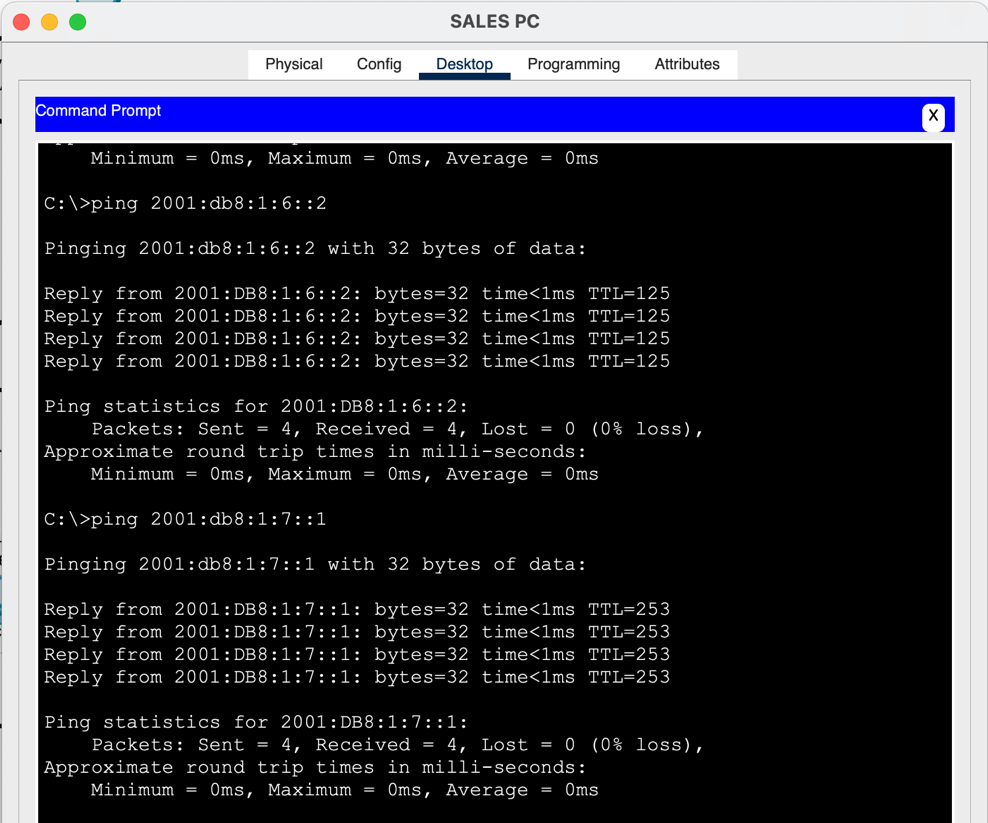 SALES PC
Physical Config Desktop Programming Attributes
Command Prompt
X
Minimum = 0ms, Maximum = 0ms, Average = 0ms
C:\>ping 2001:db8:1:6::2
Pinging 2001:db8:1:6::2 with 32 bytes of data:
Reply from 2001:DB8:1:6::2: bytes=32 time<1ms TTL=125
Reply from 2001:DB8:1:6::2: bytes=32 time<1ms TTL=125
Reply from 2001:DB8:1:6::2: bytes=32 time<1ms TTL=125
Reply from 2001:DB8:1:6::2: bytes=32 time<1ms TTL=125
Ping statistics for 2001:DB8:1:6::2:
Packets: Sent = 4, Received = 4, Lost = 0 (0% loss),
Approximate round trip times in milli-seconds:
Minimum = 0ms, Maximum = 0ms, Average = 0ms
C:\>ping 2001:db8:1:7::1
Pinging 2001:db8:1:7::1 with 32 bytes of data:
Reply from 2001:DB8:1:7::1: bytes=32 time<1ms TTL=253
Reply from 2001:DB8:1:7::1: bytes=32 time<1ms TTL=253
Reply from 2001:DB8:1:7::1: bytes=32 time<1ms TTL=253
Reply from 2001:DB8:1:7::1: bytes=32 time<1ms TTL=253
Ping statistics for 2001:DB8:1:7::1:
Packets: Sent = 4, Received = 4, Lost = 0 (0% loss),
Approximate round trip times in milli-seconds:
Minimum = 0ms, Maximum = 0ms, Average = 0ms